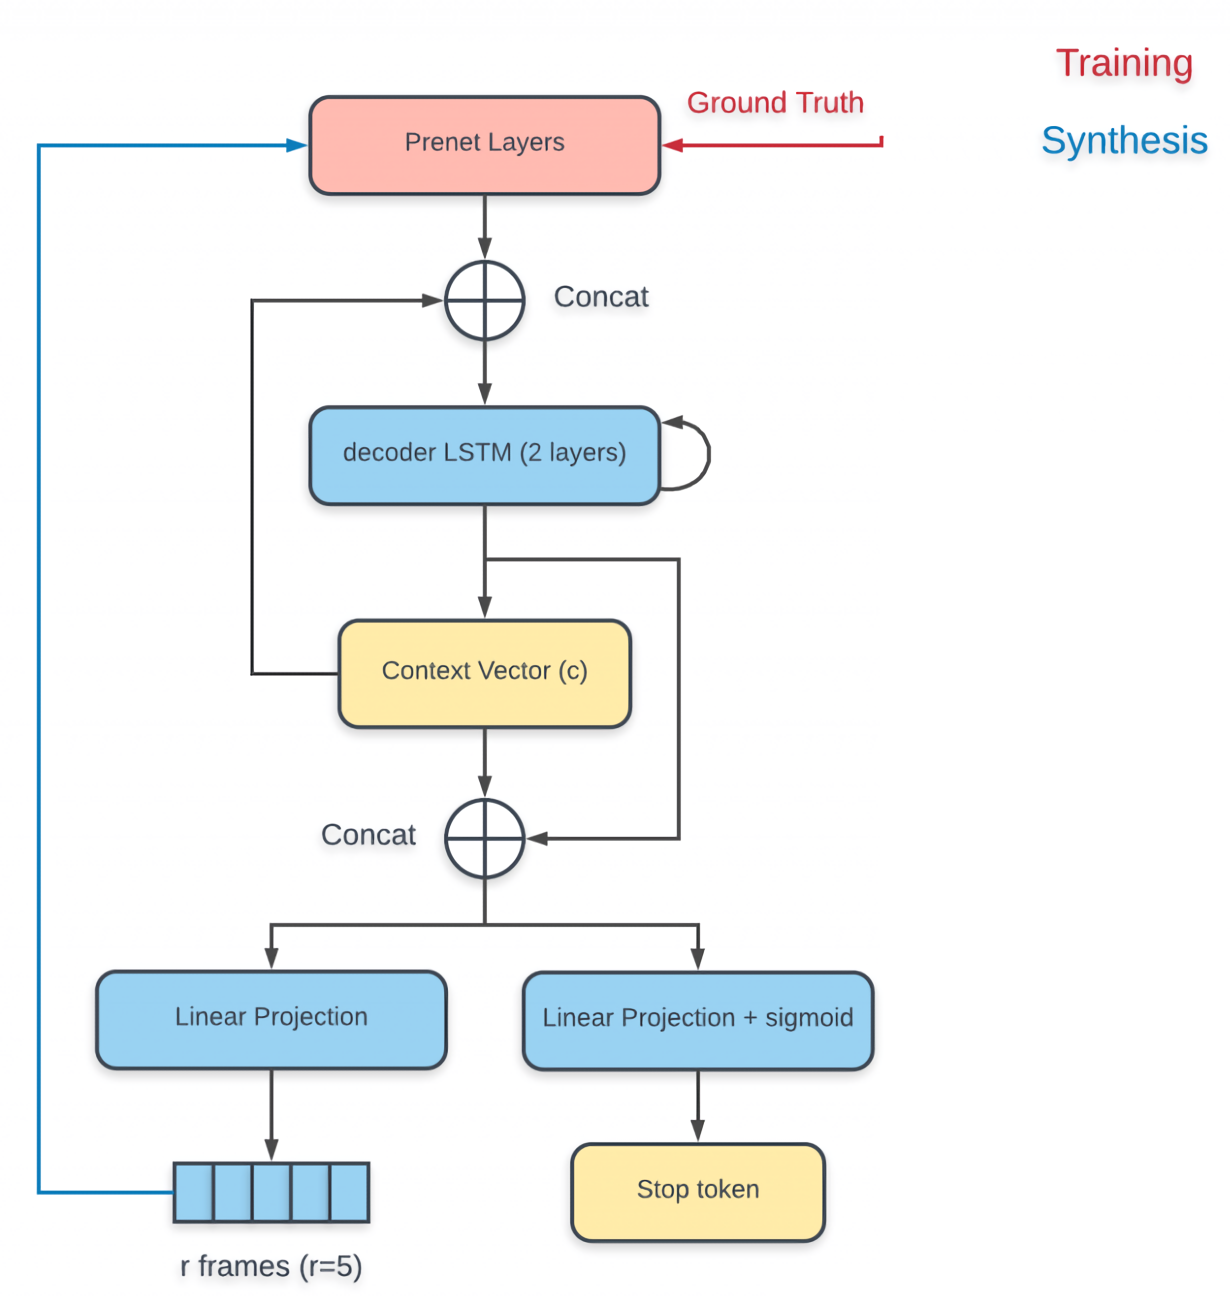 Training
Ground Truth
Prenet Layers
Synthesis
Concat
decoder LSTM (2 layers)
Context Vector (c)
Concat
Linear Projection
Linear Projection + sigmoid
Stop token
r frames (r=5)